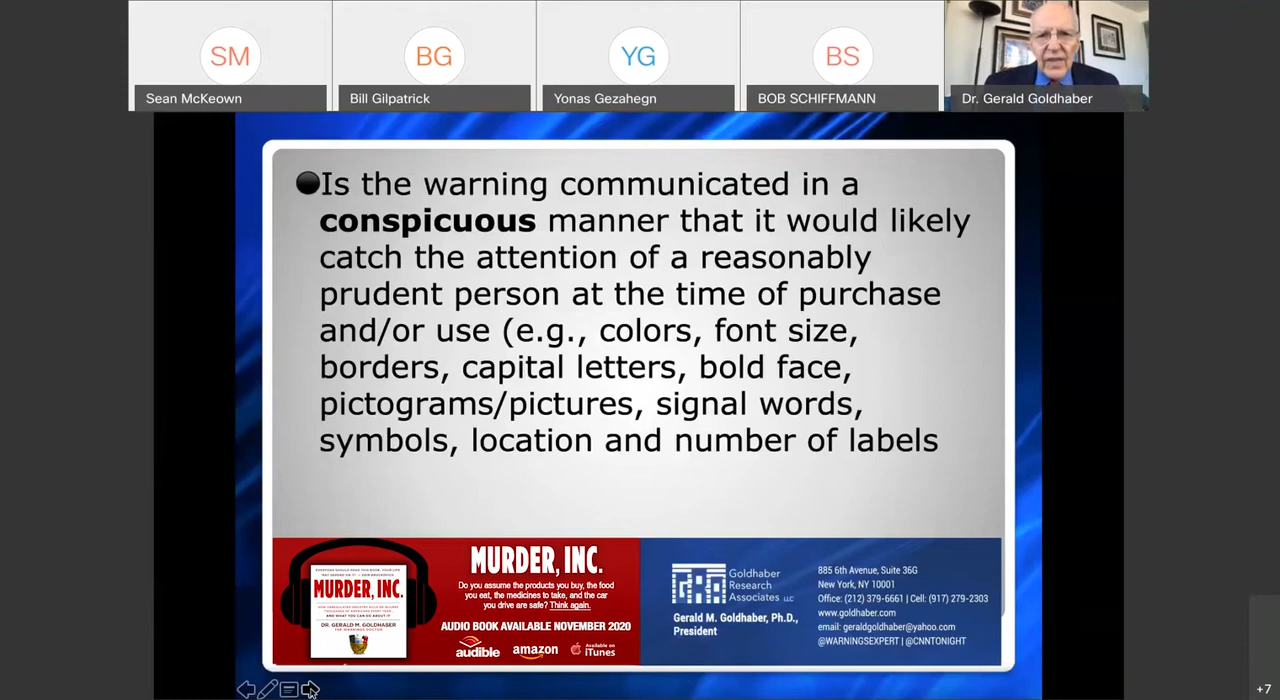 SM
BG
YG
BS
Sean McKeown
Bill Gilpatrick
Yonas Gezahegn
BOB SCHIFFMANN
Dr. Gerald Goldhaber
Is the warning communicated in a
conspicuous manner that it would likely
catch the attention of a reasonably
prudent person at the time of purchase
and/or use (e.g., colors, font size,
borders, capital letters, bold face,
pictograms/pictures, signal words,
symbols, location and number of labels
MURDER, INC.
DR. GERALD M. GOLDHABER
MURDER, INC.
Do you assume the products you buy, the food
you eat, the medicines to take, and the car
you drive are safe? Think again.
AUDIO BOOK AVAILABLE NOVEMBER 2020
audible
amazon
Available on
iTunes
Goldhaber
Research
Associates LLC
Gerald M. Goldhaber, Ph.D.,
President
885 6th Avenue, Suite 36G
New York, NY 10001
Office: (212) 379-6661 | Cell: (917) 279-2303
www.goldhaber.com
email: geraldgoldhaber@yahoo.com
@WARNINGSEXPERT | @CNNTONIGHT
+7